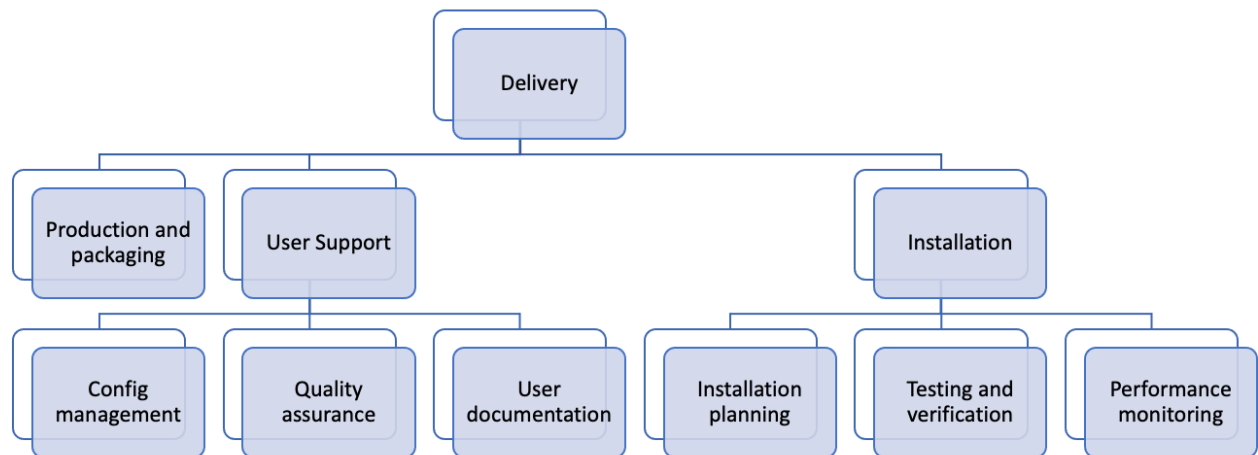 Delivery
Production and
packaging
User Support
Installation
Config
management
Quality
assurance
User
documentation
Installation
planning
Testing and
verification
Performance
monitoring